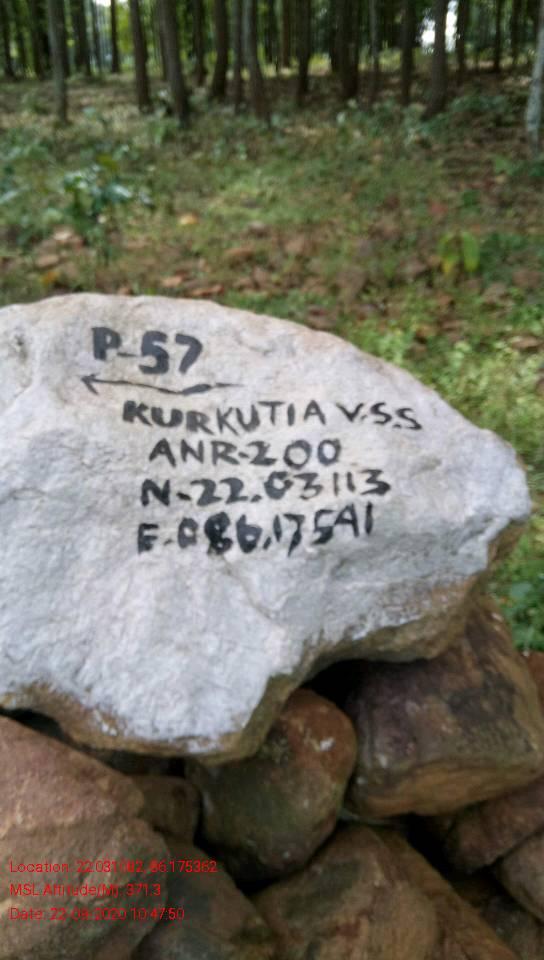 P-57
KURKUTIA V.S.S
ANR-200
N-22.03113
E-086.17541
Location: 22.031082, 86.175362
MSL Altitude(M): 371.3
Date: 22-08-2020 10:47:50